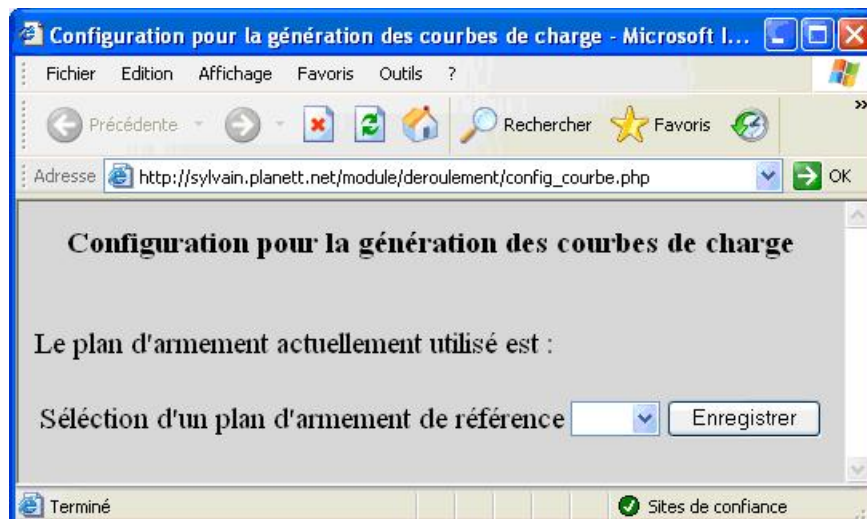 Configuration pour la génération des courbes de charge - Microsoft I...
Fichier Edition Affichage Favoris Outils ?
Précédente Rechercher Favoris »
Adresse http://sylvain.planett.net/module/deroulement/config_courbe.php OK
Configuration pour la génération des courbes de charge
Le plan d'armement actuellement utilisé est :
Séléction d'un plan d'armement de référence Enregistrer
Terminé Sites de confiance